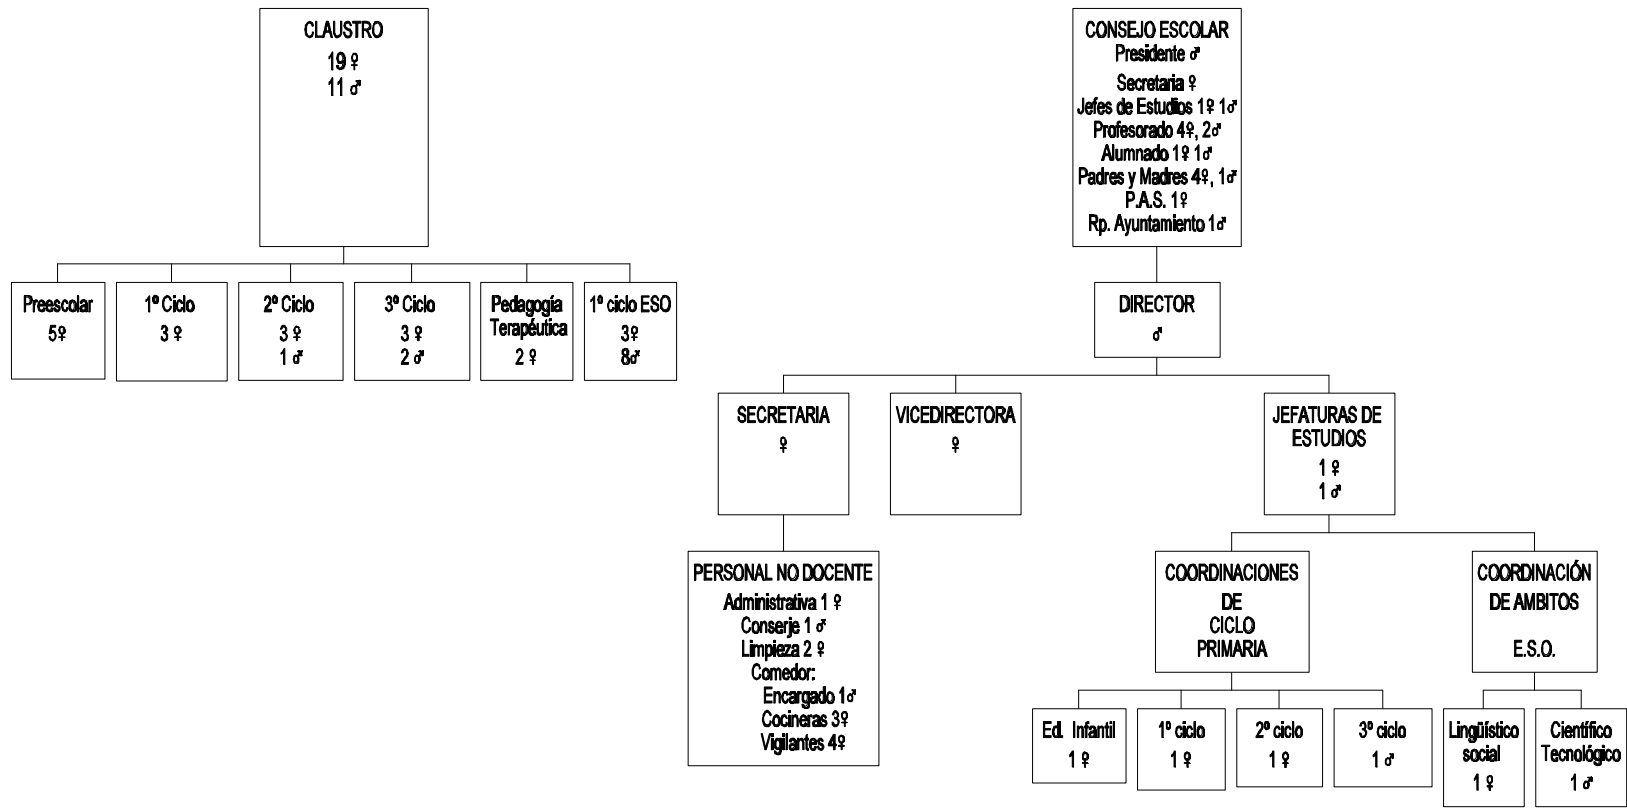 CLAUSTRO
19 ♀
11 ♂
Preescolar
5♀
1º Ciclo
3 ♀
2º Ciclo
3 ♀
1 ♂
3º Ciclo
3 ♀
2 ♂
Pedagogía
Terapéutica
2 ♀
1º ciclo ESO
3♀
8♂
CONSEJO ESCOLAR
Presidente ♂
Secretaria ♀
Jefes de Estudios 1♀ 1♂
Profesorado 4♀, 2♂
Alumnado 1♀ 1♂
Padres y Madres 4♀, 1♂
P.A.S. 1♀
Rp. Ayuntamiento 1♂
DIRECTOR
♂
SECRETARIA
♀
VICEDIRECTORA
♀
JEFATURAS DE
ESTUDIOS
1 ♀
1 ♂
PERSONAL NO DOCENTE
Administrativa 1 ♀
Conserje 1 ♂
Limpieza 2 ♀
Comedor:
Encargado 1♂
Cocineras 3♀
Vigilantes 4♀
COORDINACIONES
DE
CICLO
PRIMARIA
COORDINACIÓN
DE AMBITOS
E.S.O.
Ed. Infantil
1 ♀
1º ciclo
1 ♀
2º ciclo
1 ♀
3º ciclo
1 ♂
Lingüístico
social
1 ♀
Científico
Tecnológico
1 ♂